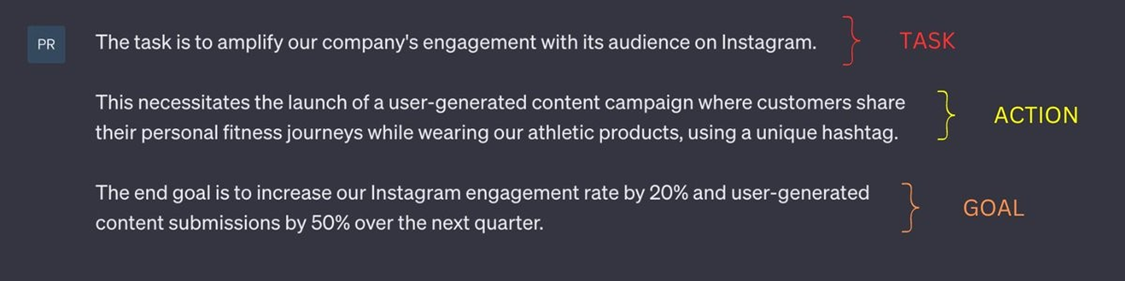 PR
The task is to amplify our company's engagement with its audience on Instagram.
TASK
This necessitates the launch of a user-generated content campaign where customers share
their personal fitness journeys while wearing our athletic products, using a unique hashtag.
ACTION
The end goal is to increase our Instagram engagement rate by 20% and user-generated
content submissions by 50% over the next quarter.
GOAL